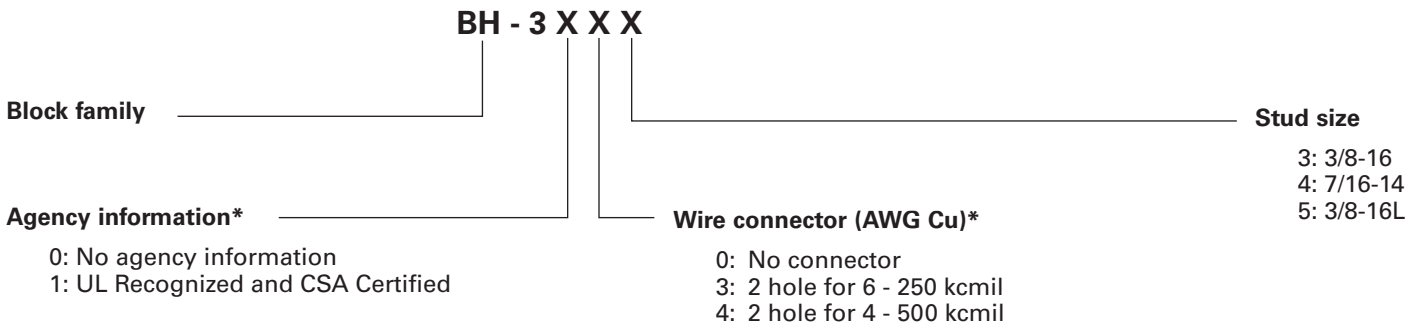 BH - 3 X X X
Block family
Stud size
3: 3/8-16
4: 7/16-14
5: 3/8-16L
Agency information*
0: No agency information
1: UL Recognized and CSA Certified
Wire connector (AWG Cu)*
0: No connector
3: 2 hole for 6 - 250 kcmil
4: 2 hole for 4 - 500 kcmil